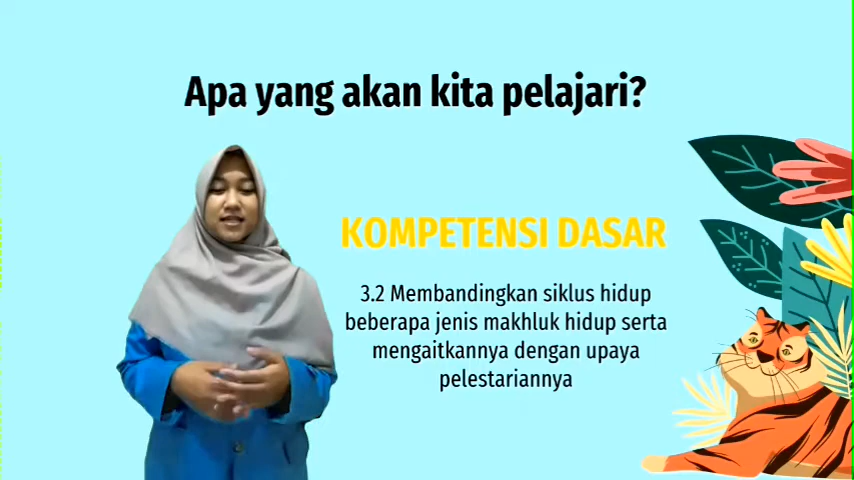 Apa yang akan kita pelajari?
KOMPETENSI DASAR
3.2 Membandingkan siklus hidup
beberapa jenis makhluk hidup serta
mengaitkannya dengan upaya
pelestariannya